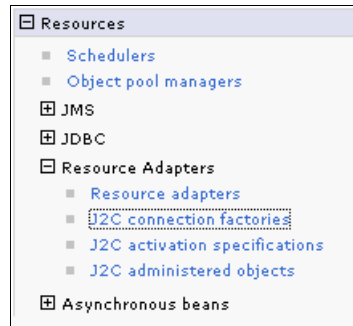 Resources
Schedulers
Object pool managers
JMS
JDBC
Resource Adapters
Resource adapters
J2C connection factories
J2C activation specifications
J2C administered objects
Asynchronous beans